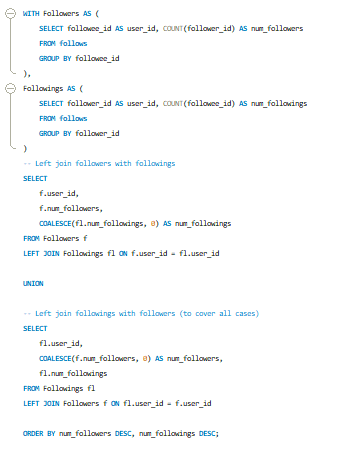 WITH Followers AS (
    SELECT followee_id AS user_id, COUNT(follower_id) AS num_followers
    FROM follows
    GROUP BY followee_id
),
Followings AS (
    SELECT follower_id AS user_id, COUNT(followee_id) AS num_followings
    FROM follows
    GROUP BY follower_id
)
-- Left join followers with followings
SELECT
    f.user_id,
    f.num_followers,
    COALESCE(fl.num_followings, 0) AS num_followings
FROM Followers f
LEFT JOIN Followings fl ON f.user_id = fl.user_id

UNION

-- Left join followings with followers (to cover all cases)
SELECT
    fl.user_id,
    COALESCE(f.num_followers, 0) AS num_followers,
    fl.num_followings
FROM Followings fl
LEFT JOIN Followers f ON fl.user_id = f.user_id

ORDER BY num_followers DESC, num_followings DESC;